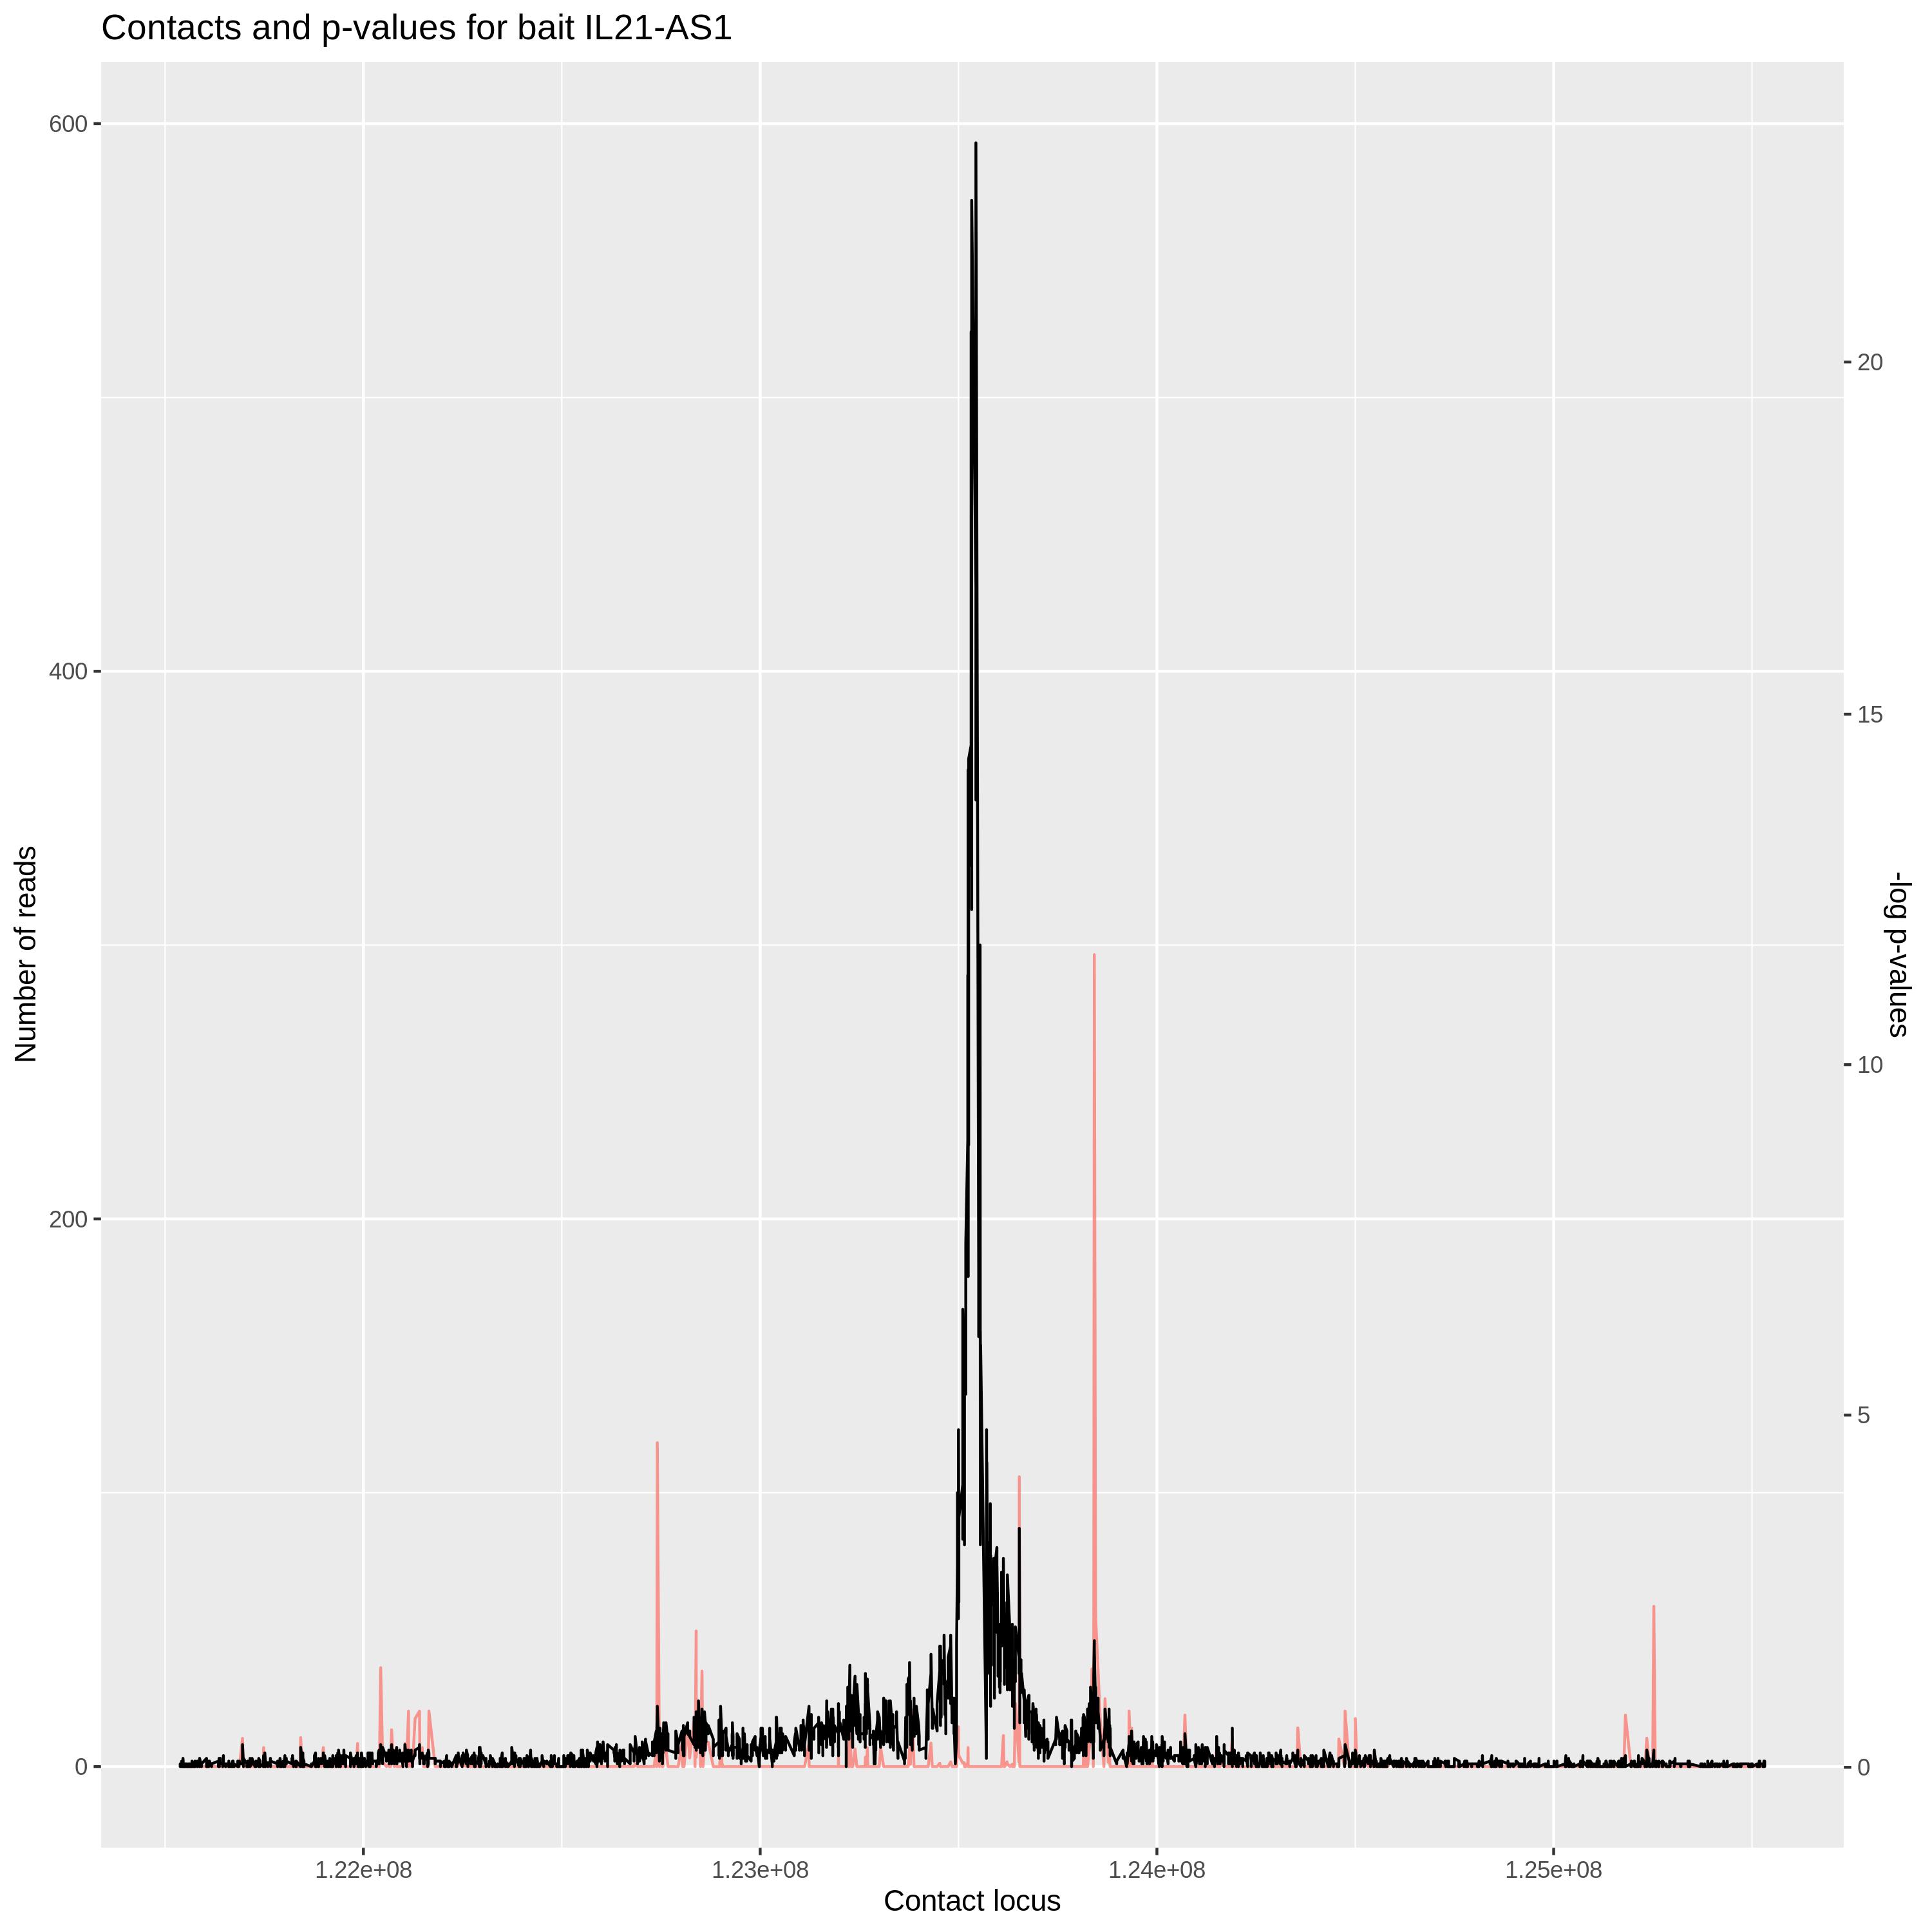 Contacts and p-values for bait IL21-AS1
600
400
200
0
Number of reads
20
15
10
5
0
-log p-values
1.22e+08
1.23e+08
1.24e+08
1.25e+08
Contact locus